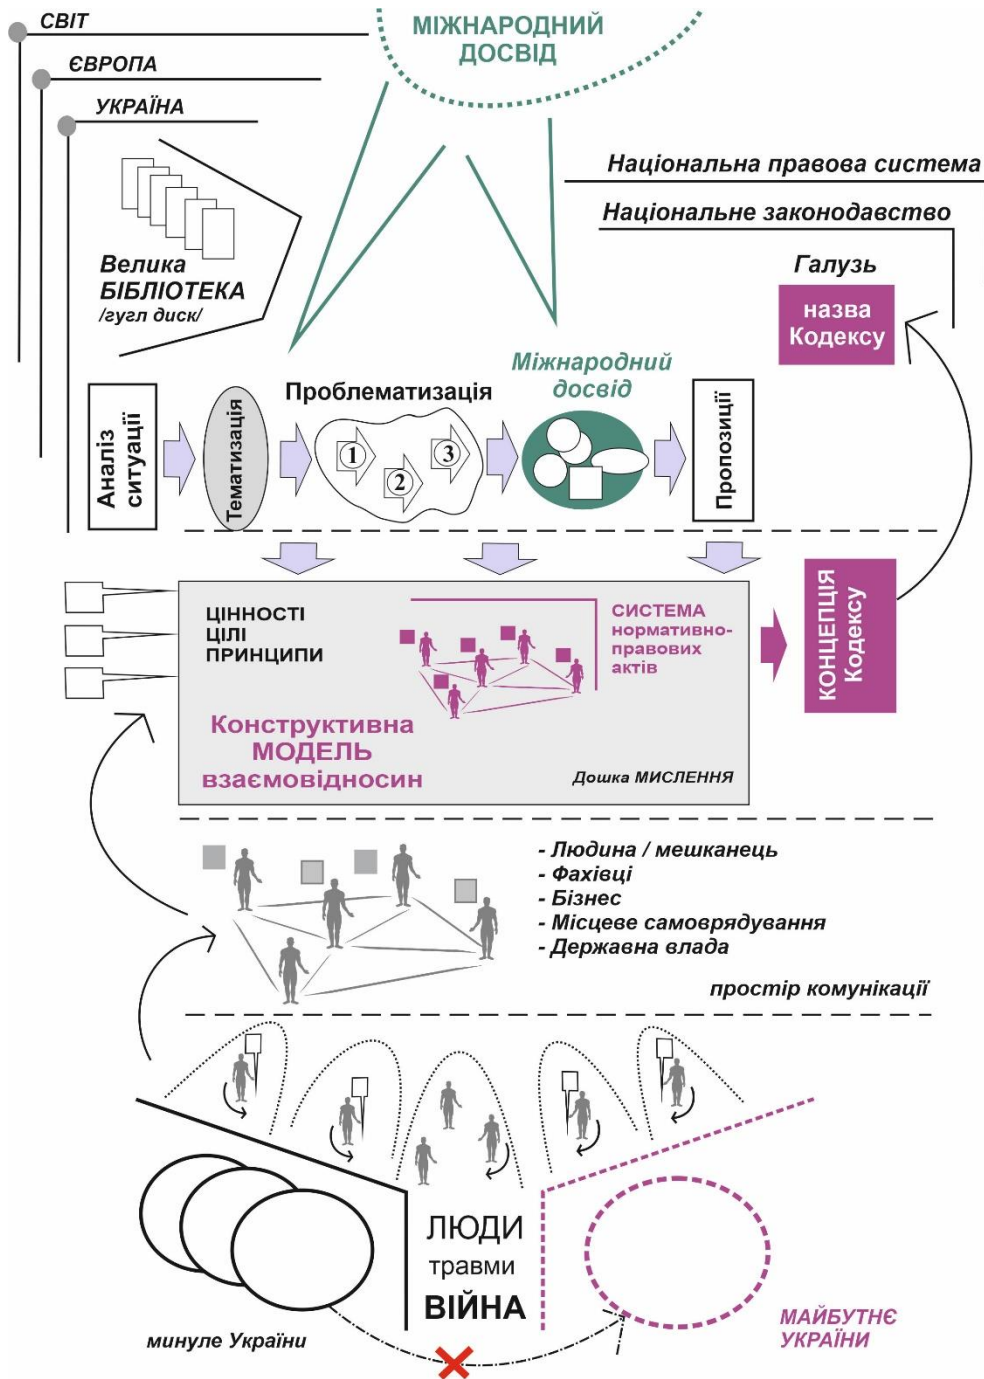 СВІТ
ЄВРОПА
УКРАЇНА
МІЖНАРОДНИЙ
ДОСВІД
Національна правова система
Національне законодавство
Галузь
назва
Кодексу
Велика
БІБЛІОТЕКА
/гугл диск/
Аналіз
ситуації
Тематизація
Проблематизація
1
2
3
Міжнародний
досвід
Пропозиції
ЦІННОСТІ
ЦІЛІ
ПРИНЦИПИ
СИСТЕМА
нормативно-
правових
актів
Конструктивна
МОДЕЛЬ
взаємовідносин
Дошка МИСЛЕННЯ
КОНЦЕПЦІЯ
Кодексу
- Людина / мешканець
- Фахівці
- Бізнес
- Місцеве самоврядування
- Державна влада
простір комунікації
ЛЮДИ
травми
ВІЙНА
минуле України
МАЙБУТНЄ
УКРАЇНИ